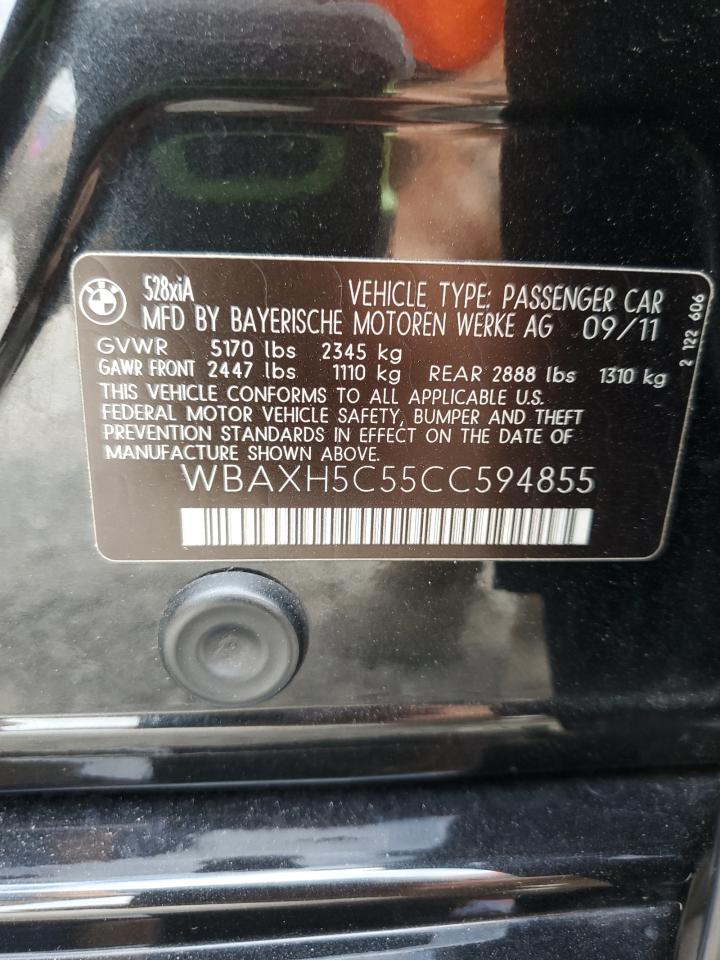 528xiA VEHICLE TYPE: PASSENGER CAR
MFD BY BAYERISCHE MOTOREN WERKE AG 09/11
GVWR 5170 lbs 2345 kg
GAWR FRONT 2447 lbs 1110 kg REAR 2888 lbs 1310 kg
THIS VEHICLE CONFORMS TO ALL APPLICABLE U.S.
FEDERAL MOTOR VEHICLE SAFETY, BUMPER AND THEFT
PREVENTION STANDARDS IN EFFECT ON THE DATE OF
MANUFACTURE SHOWN ABOVE.
WBAXH5C55CC594855
2 122 606